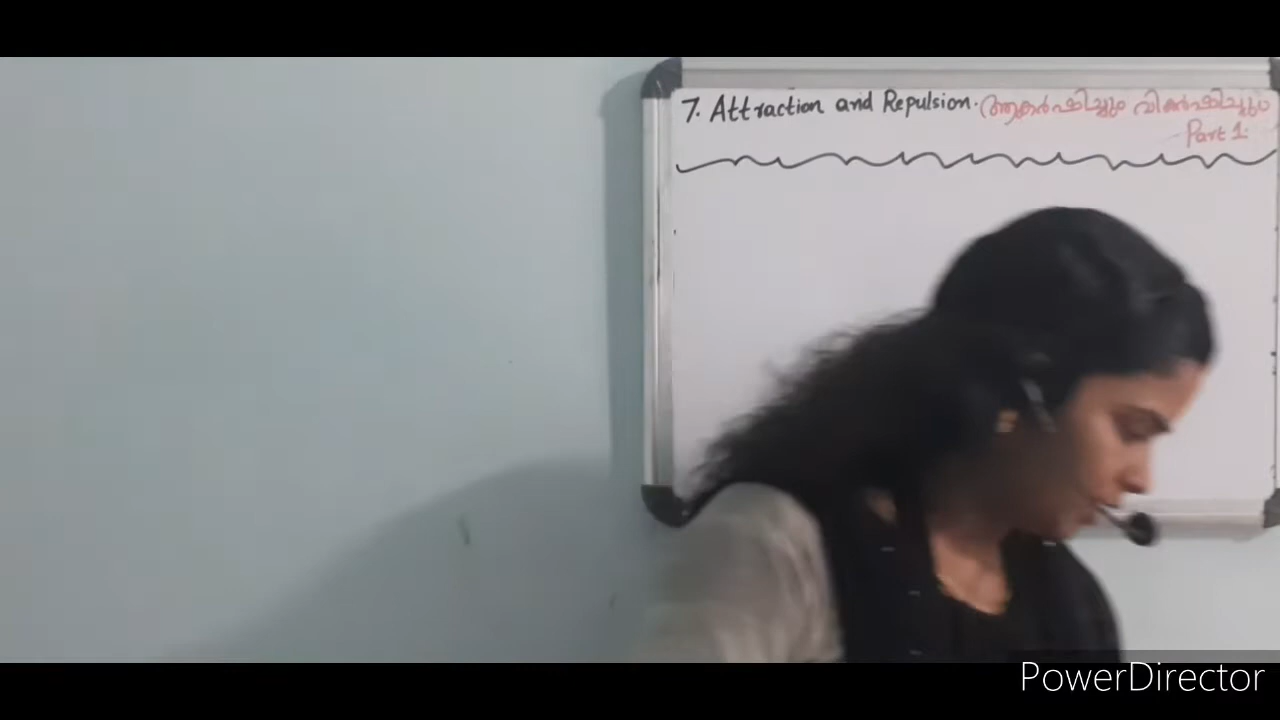 7. Attraction and Repulsion. ആകർഷിച്ചും വികർഷിച്ചും
Part 1.
PowerDirector